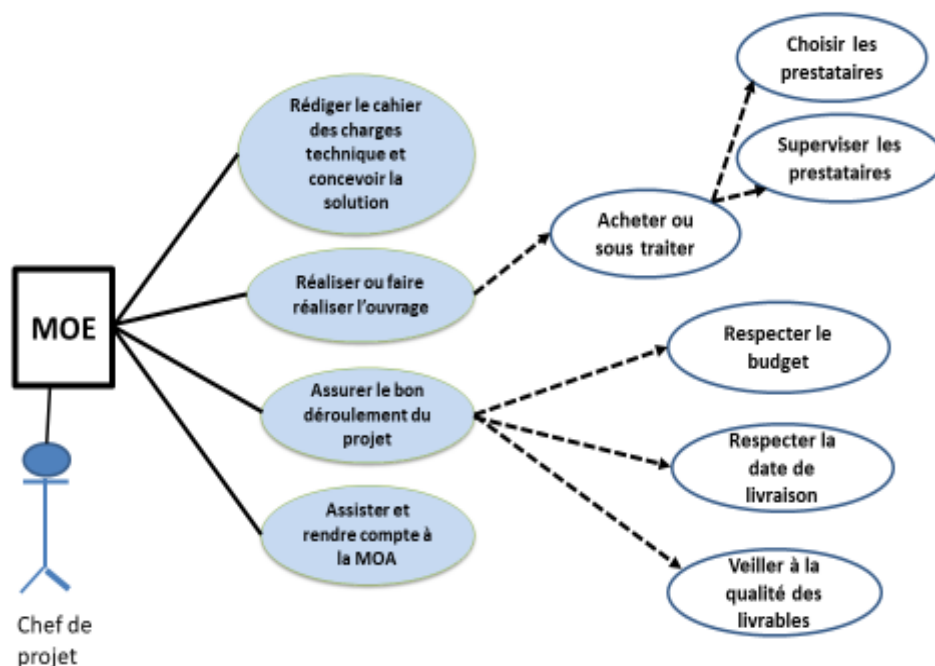 Choisir les
prestataires
Rédiger le cahier
des charges
technique et
concevoir la
solution
Superviser les
prestataires
Acheter ou
sous traiter
Réaliser ou faire
réaliser l’ouvrage
MOE
Respecter le
budget
Assurer le bon
déroulement du
projet
Respecter la
date de
livraison
Assister et
rendre compte à
la MOA
Veiller à la
qualité des
livrables
Chef de
projet